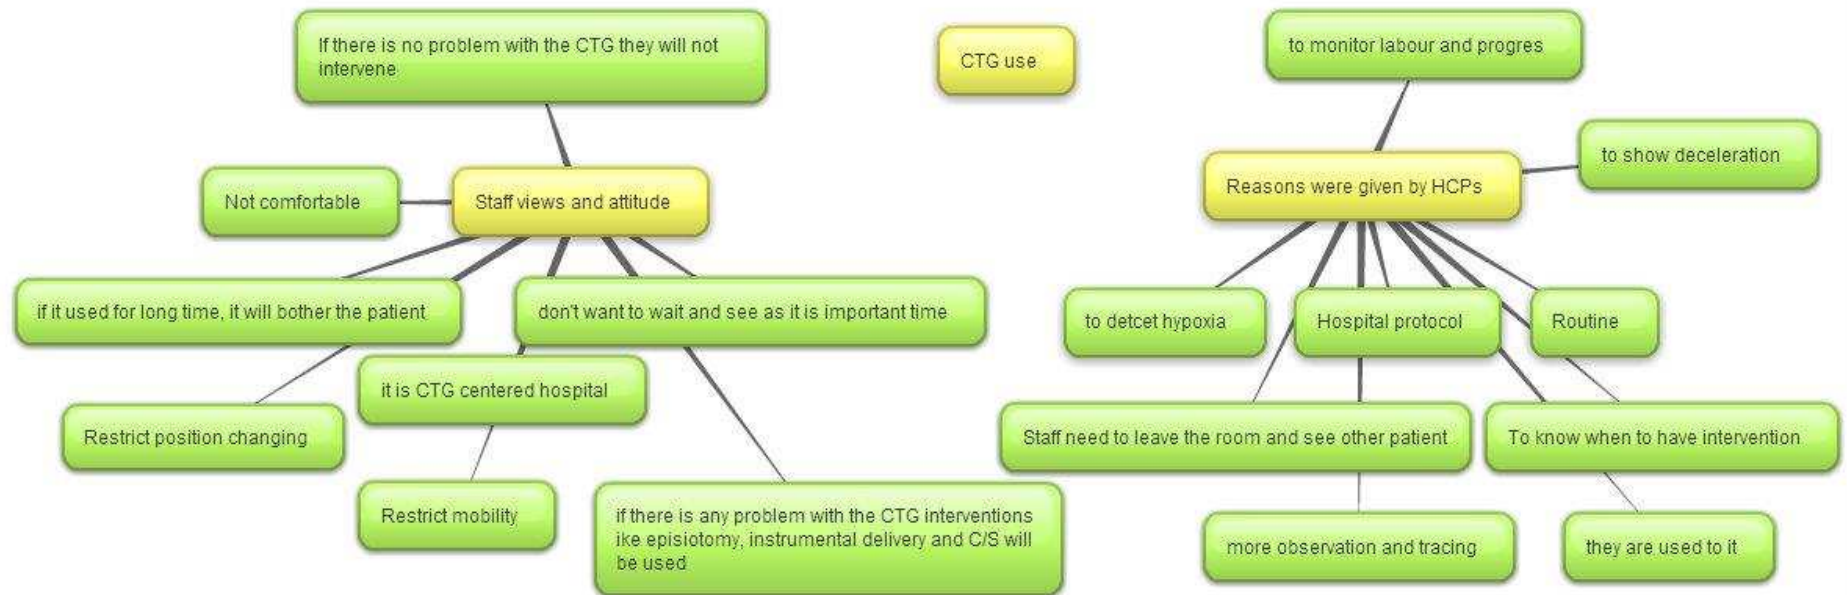 If there is no problem with the CTG they will not
intervene
CTG use
to monitor labour and progres
to show deceleration
Not comfortable
Staff views and attitude
Reasons were given by HCPs
if it used for long time, it will bother the patient
don't want to wait and see as it is important time
to detcet hypoxia
Hospital protocol
Routine
it is CTG centered hospital
Restrict position changing
Staff need to leave the room and see other patient
To know when to have intervention
Restrict mobility
if there is any problem with the CTG interventions
ike episiotomy, instrumental delivery and C/S will
be used
more observation and tracing
they are used to it